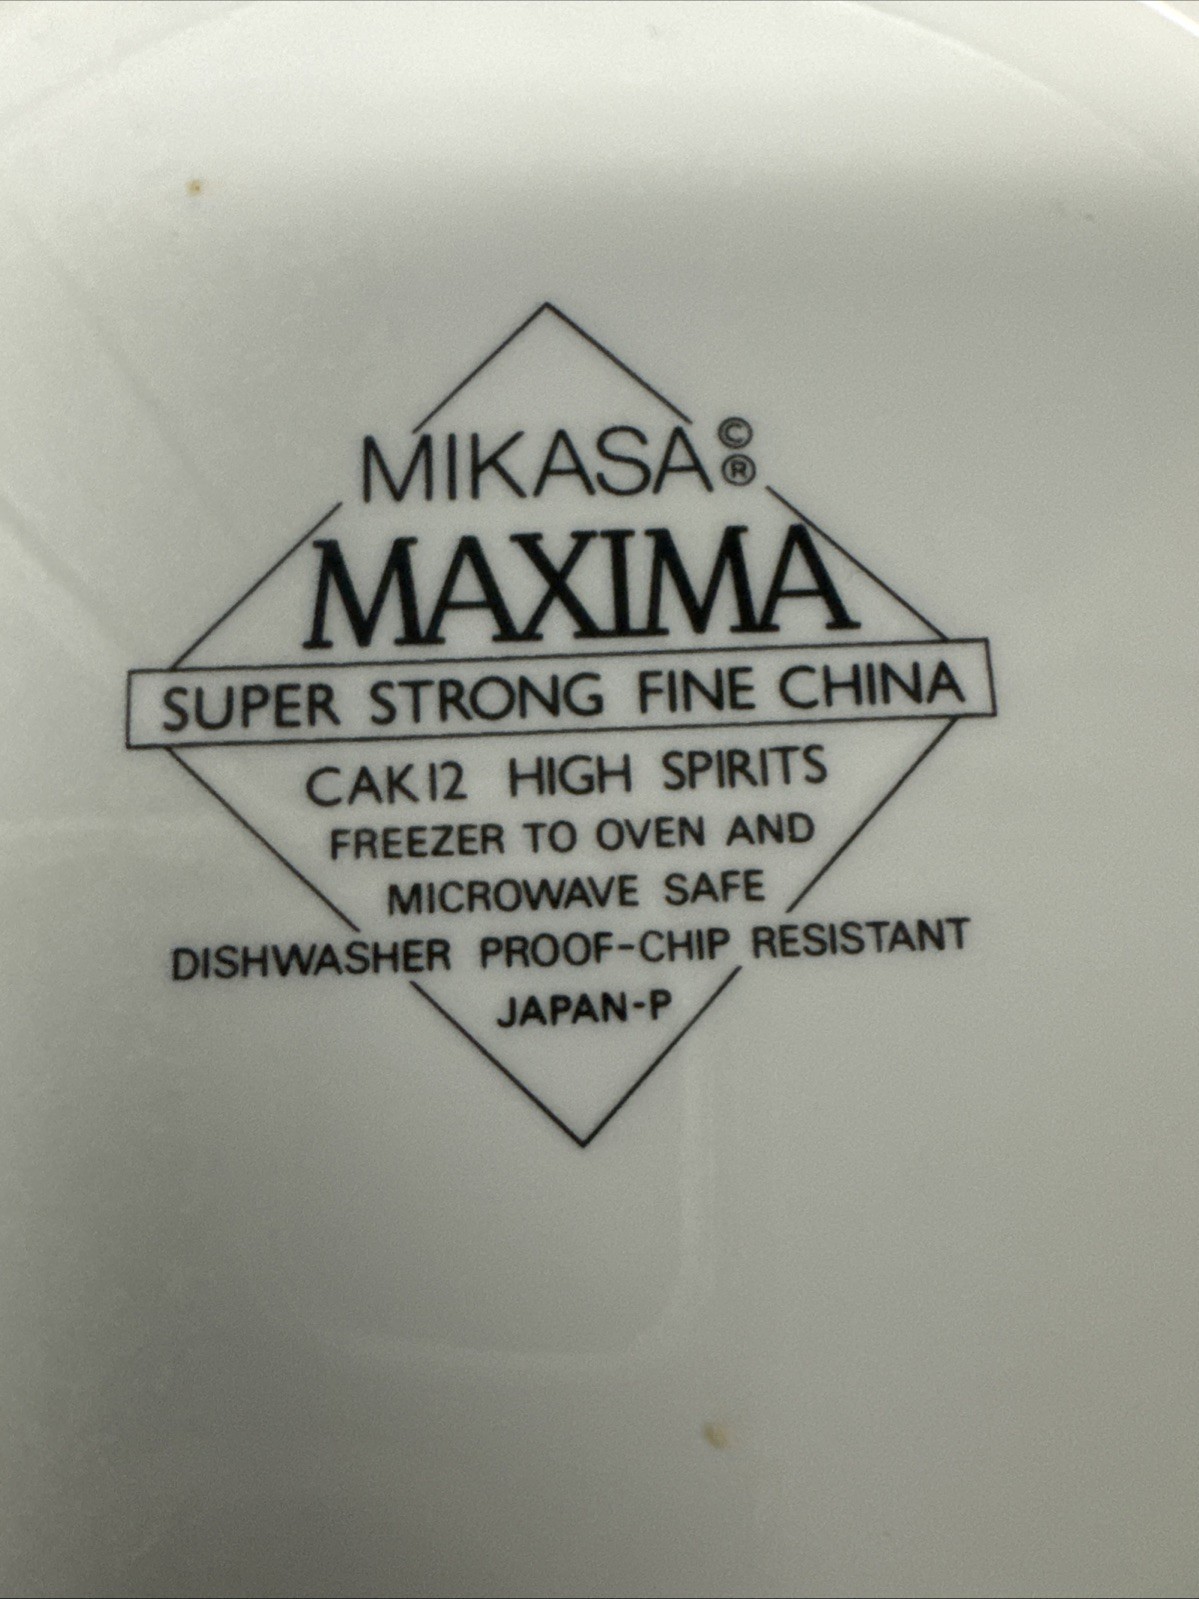 MIKASA©®
MAXIMA
SUPER STRONG FINE CHINA
CAK12 HIGH SPIRITS
FREEZER TO OVEN AND
MICROWAVE SAFE
DISHWASHER PROOF-CHIP RESISTANT
JAPAN-P